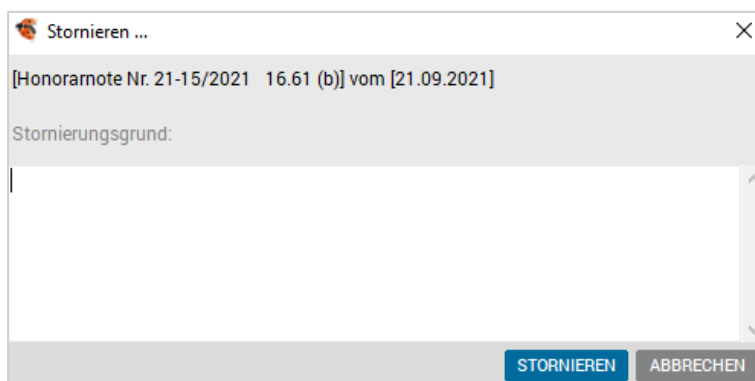 Stornieren ...
[Honorarnote Nr. 21-15/2021   16.61 (b)] vom [21.09.2021]
Stornierungsgrund:
STORNIEREN ABBRECHEN